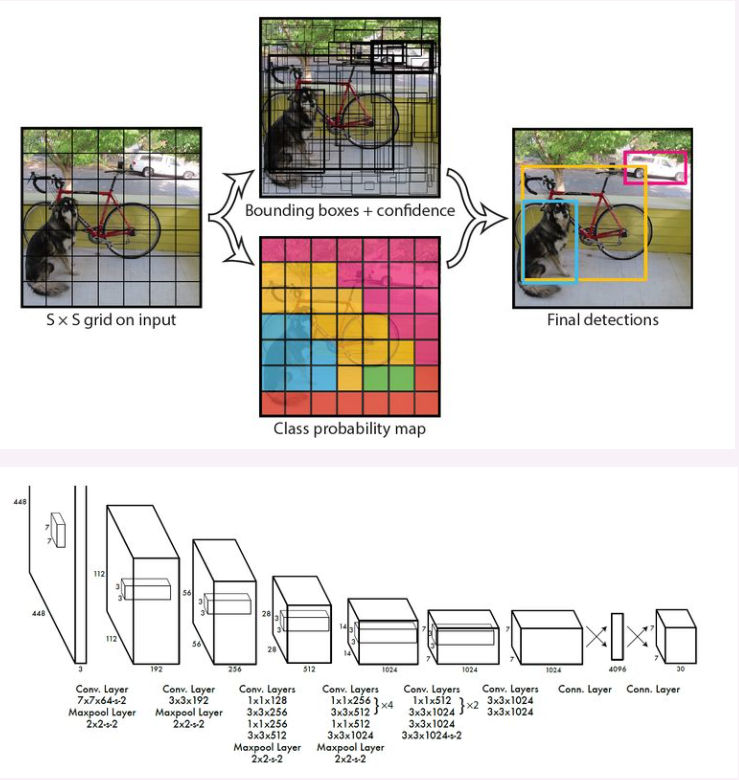 Bounding boxes + confidence
S × S grid on input
Final detections
Class probability map
448
448
7
7
3
112
112
3
3
192
56
56
3
3
256
28
28
3
3
512
14
14
3
3
1024
7
7
3
3
1024
7
7
1024
4096
7
7
30
Conv. Layer
7x7x64-s-2
Maxpool Layer
2x2-s-2
Conv. Layer
3x3x192
Maxpool Layer
2x2-s-2
Conv. Layers
1x1x128
3x3x256
1x1x256
3x3x512
Maxpool Layer
2x2-s-2
Conv. Layers
1x1x256
3x3x512 } ×4
1x1x512
3x3x1024
Maxpool Layer
2x2-s-2
Conv. Layers
1x1x512
3x3x1024 } ×2
3x3x1024
3x3x1024-s-2
Conv. Layers
3x3x1024
3x3x1024
Conn. Layer
Conn. Layer